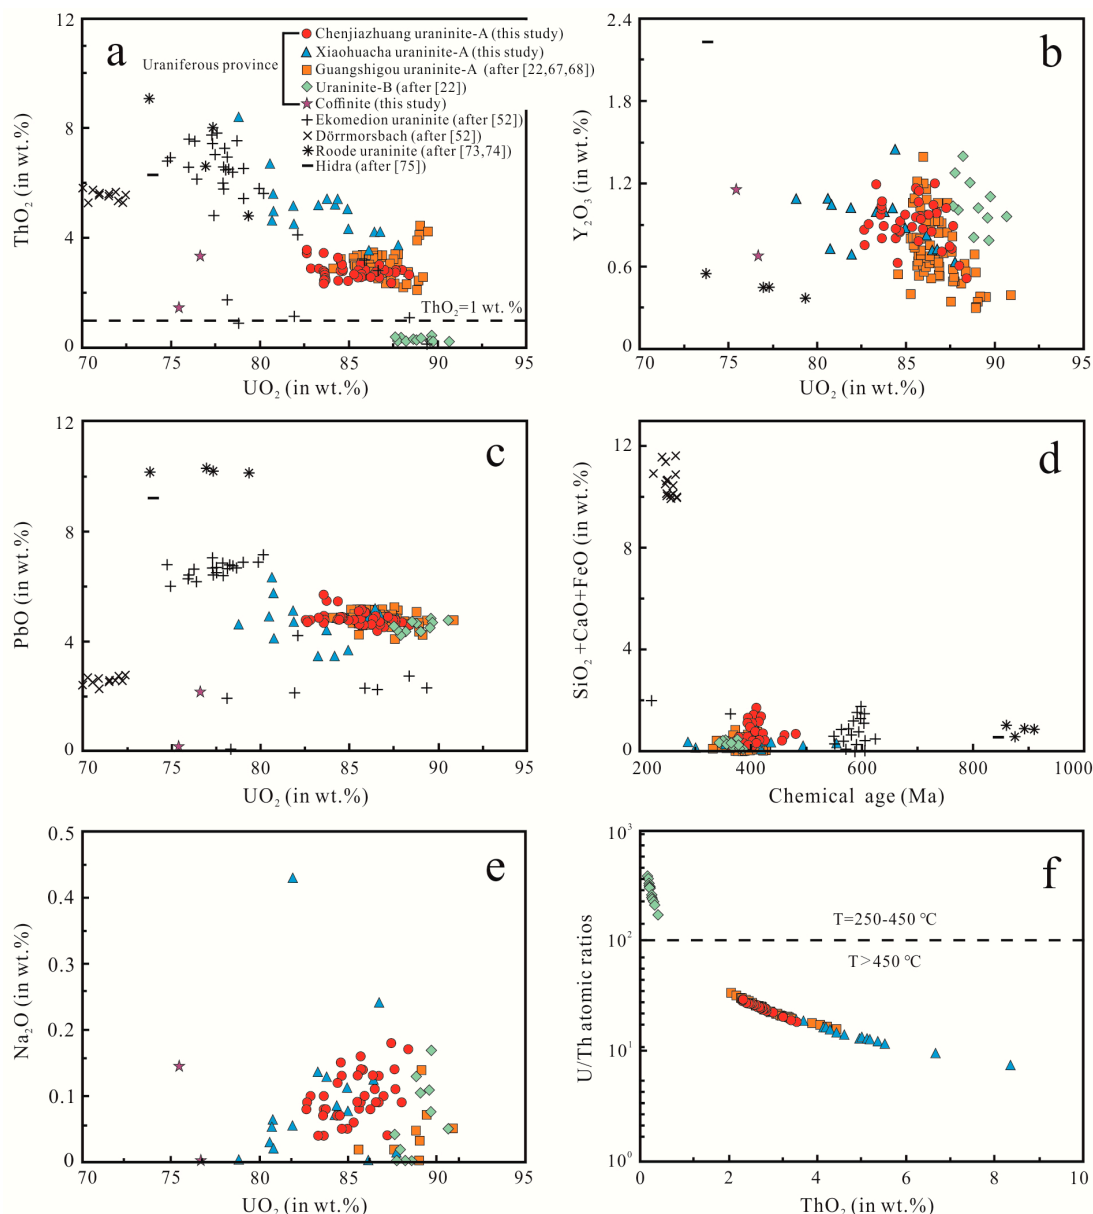 a
Uraniferous province
Chenjiazhuang uraninite-A (this study)
Xiaohuacha uraninite-A (this study)
Guangshigou uraninite-A (after [22,67,68])
Uraninite-B (after [22])
Coffinite (this study)
Ekomedion uraninite (after [52])
Dörrmorsbach (after [52])
Roode uraninite (after [73,74])
Hidra (after [75])
ThO₂=1 wt. %
12
8
4
0
ThO₂ (in wt.%)
70 75 80 85 90 95
UO₂ (in wt.%)
b
2.4
1.8
1.2
0.6
0
Y₂O₃ (in wt.%)
70 75 80 85 90 95
UO₂ (in wt.%)
c
12
8
4
0
PbO (in wt.%)
70 75 80 85 90 95
UO₂ (in wt.%)
d
12
8
4
0
SiO₂ +CaO+FeO (in wt.%)
200 400 600 800 1000
Chemical age (Ma)
e
0.5
0.4
0.3
0.2
0.1
0
Na₂O (in wt.%)
70 75 80 85 90 95
UO₂ (in wt.%)
f
10³
10²
10¹
10⁰
U/Th atomic ratios
T=250-450 ℃
T>450 ℃
0 2 4 6 8 10
ThO₂ (in wt.%)